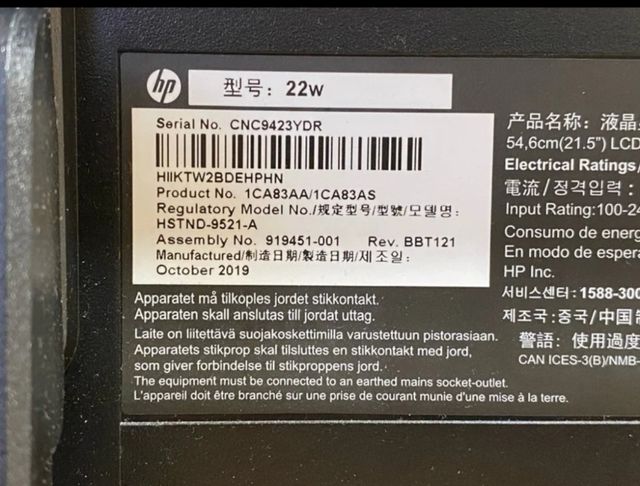 hp 型号: 22w
Serial No. CNC9423YDR
HIIKTW2BDEHPHN
Product No. 1CA83AA/1CA83AS
Regulatory Model No./规定型号/型號/모델명:
HSTND-9521-A
Assembly No. 919451-001 Rev. BBT121
Manufactured/制造日期/製造日期/제조일:
October 2019
Apparatet må tilkoples jordet stikkontakt.
Apparaten skall anslutas till jordat uttag.
Laite on liitettävä suojakoskettimilla varustettuun pistorasiaan.
Apparatets stikprop skal tilsluttes en stikkontakt med jord,
som giver forbindelse til stikproppens jord.
The equipment must be connected to an earthed mains socket-outlet.
L'appareil doit être branché sur une prise de courant munie d'une mise à la terre.
产品名称: 液晶
54,6cm(21.5") LCD
Electrical Ratings/
電流/정격입력:
Input Rating:100-24
Consumo de energ
En modo de espera
HP Inc.
서비스센터:1588-300
제조국:중국/中国
警語: 使用過度
CAN ICES-3(B)/NMB-